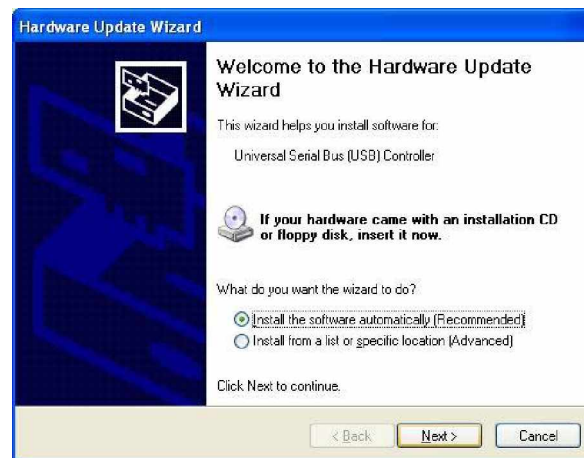 Hardware Update Wizard
Welcome to the Hardware Update
Wizard
This wizard helps you install software for:
Universal Serial Bus (USB) Controller
If your hardware came with an installation CD
or floppy disk, insert it now.
What do you want the wizard to do?
Install the software automatically (Recommended)
Install from a list or specific location (Advanced)
Click Next to continue.
< Back Next > Cancel